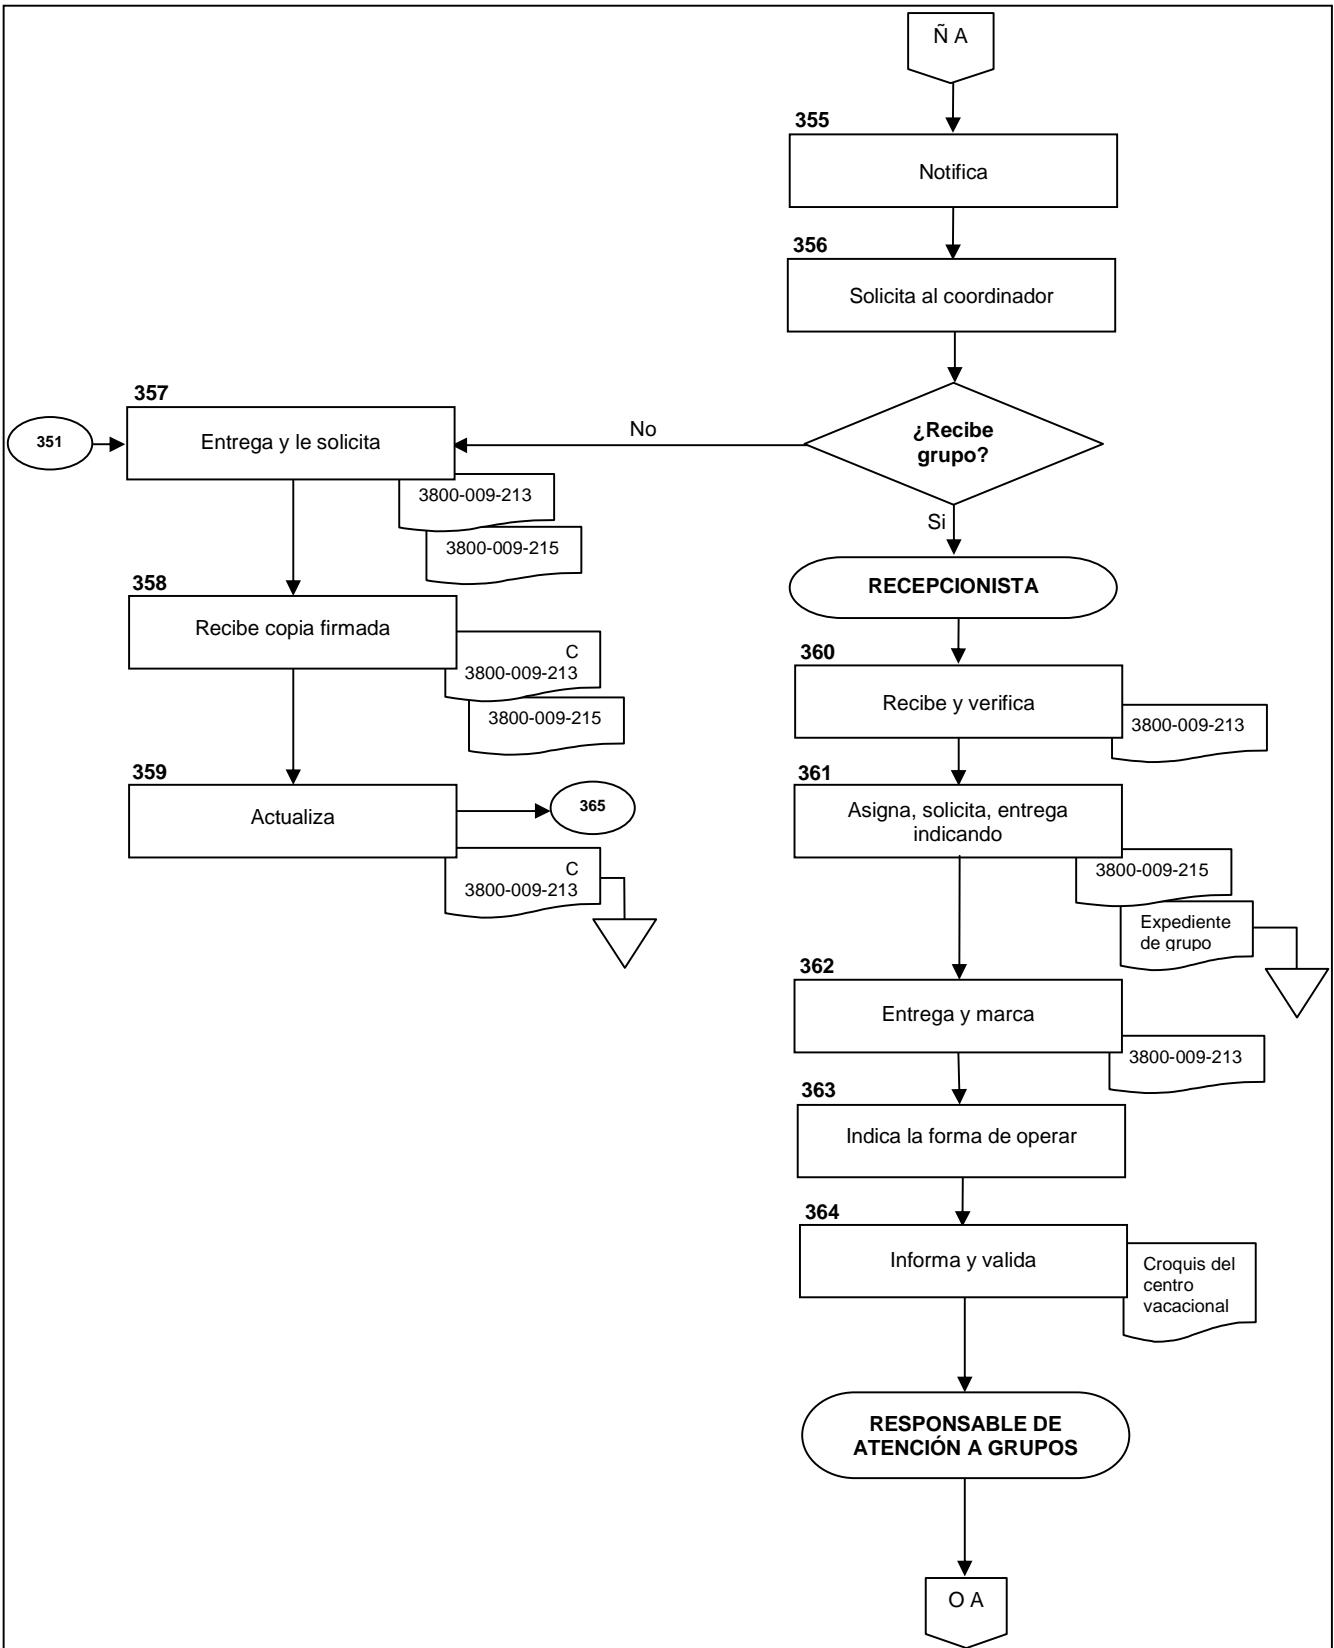 Ñ A
355
Notifica
356
Solicita al coordinador
¿Recibe
grupo?
No
Si
357
351
Entrega y le solicita
3800-009-213
3800-009-215
358
Recibe copia firmada
C
3800-009-213
3800-009-215
359
Actualiza
365
C
3800-009-213
RECEPCIONISTA
360
Recibe y verifica
3800-009-213
361
Asigna, solicita, entrega
indicando
3800-009-215
Expediente
de grupo
362
Entrega y marca
3800-009-213
363
Indica la forma de operar
364
Informa y valida
Croquis del
centro
vacacional
RESPONSABLE DE
ATENCIÓN A GRUPOS
O A